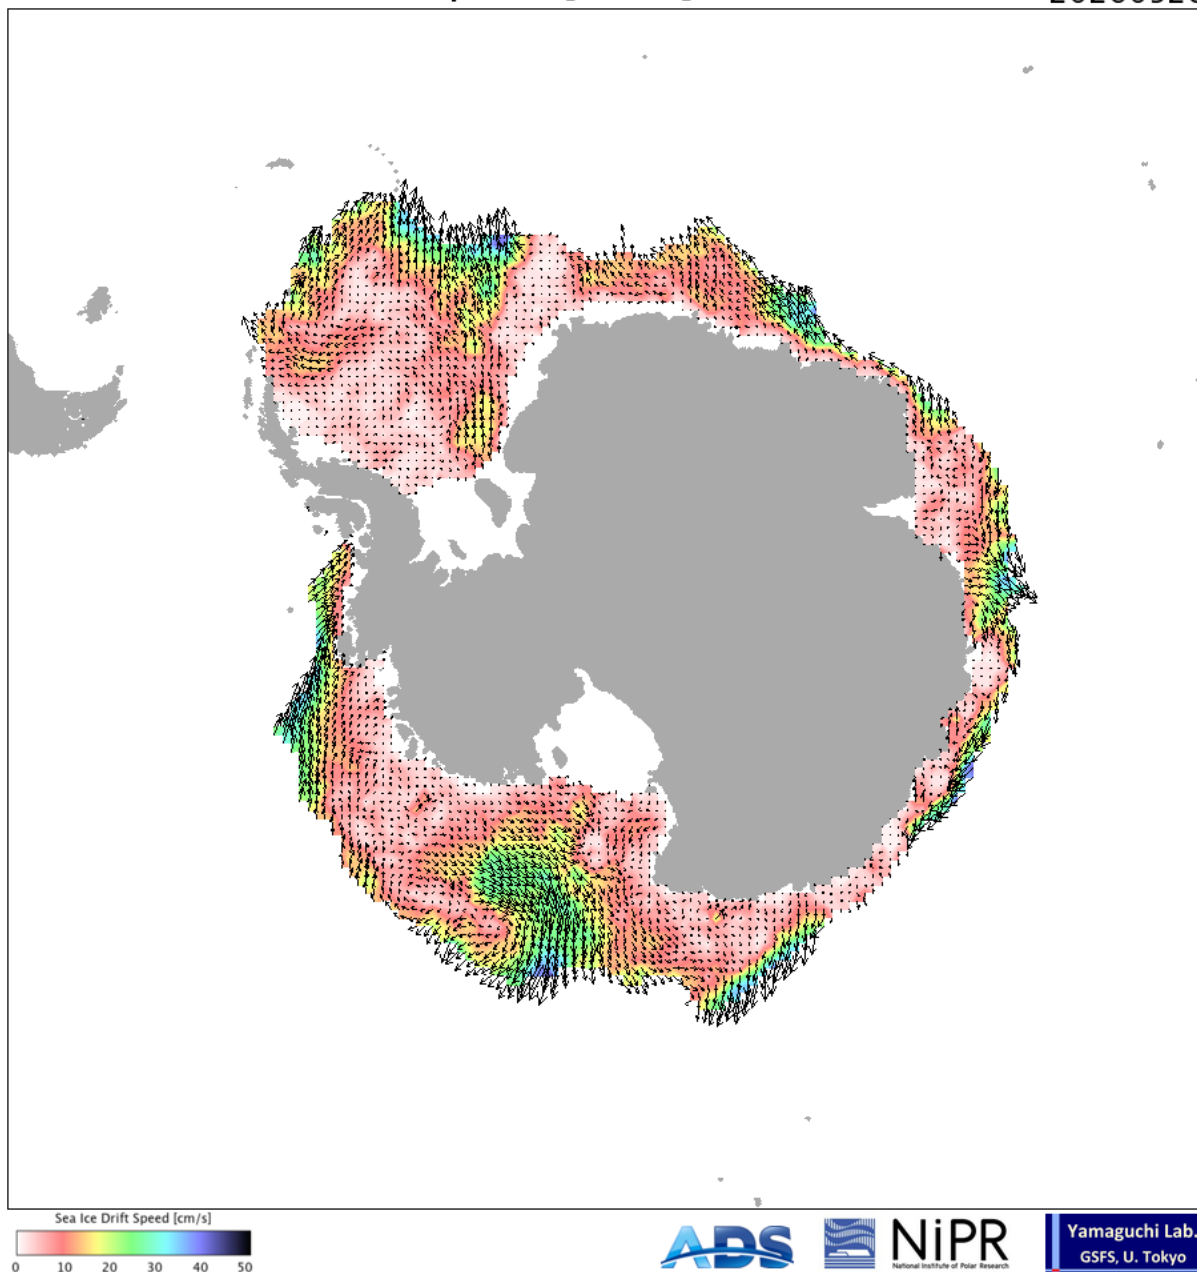 Sea Ice Drift Speed [cm/s]
0 10 20 30 40 50
ADS
NiPR
National Institute of Polar Research
Yamaguchi Lab.
GSFS, U. Tokyo